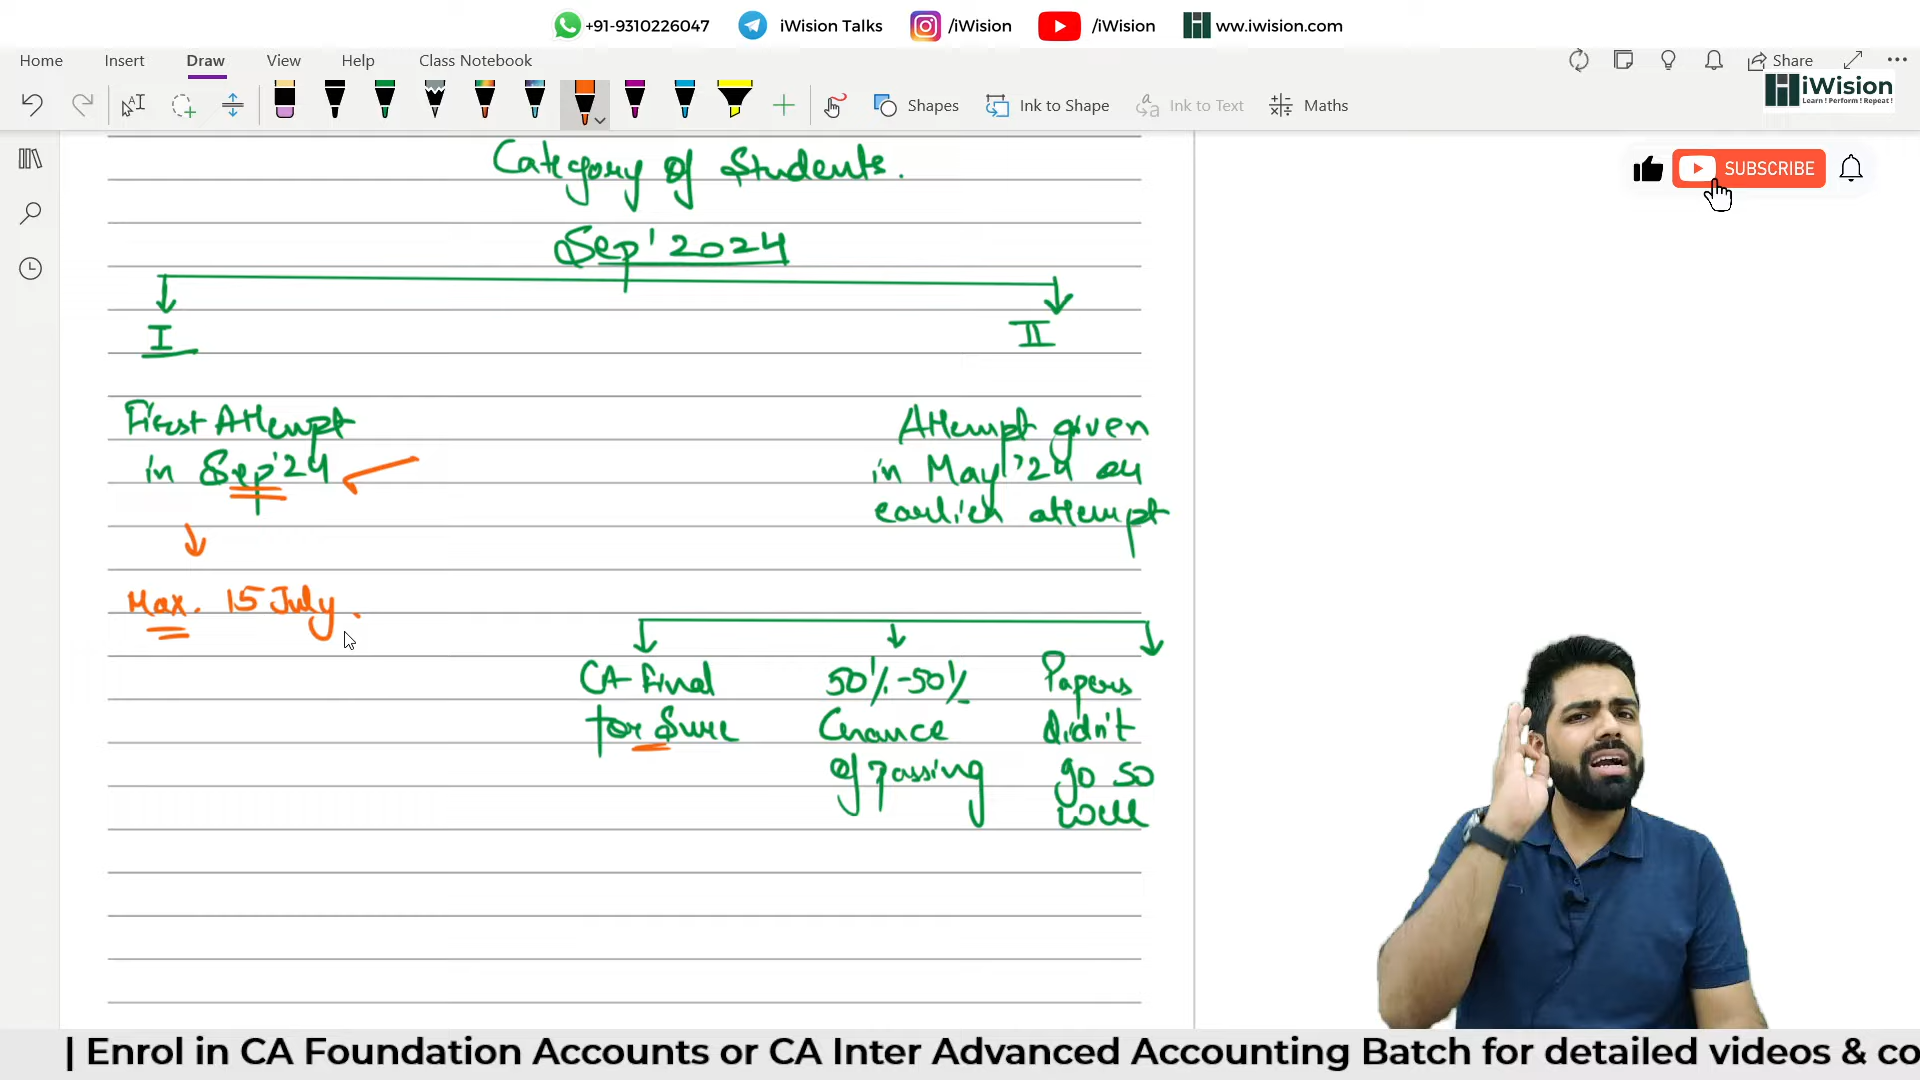 +91-9310226047 iWision Talks /iWision /iWision ww.iwision.com
Home Insert Draw View Help Class Notebook Share
Shapes Ink to Shape Ink to Text Maths
iWision
Learn ! Perform ! Repeat !
SUBSCRIBE
Category of Students.
Sep' 2024
I II
First Attempt
in Sep'24
Max. 15 July.
Attempt given
in May'24 or
earlier attempt
CA Final
for Sure
50%-50%
Chance
of Passing
Papers
didn't
go so
well
| Enrol in CA Foundation Accounts or CA Inter Advanced Accounting Batch for detailed videos & co